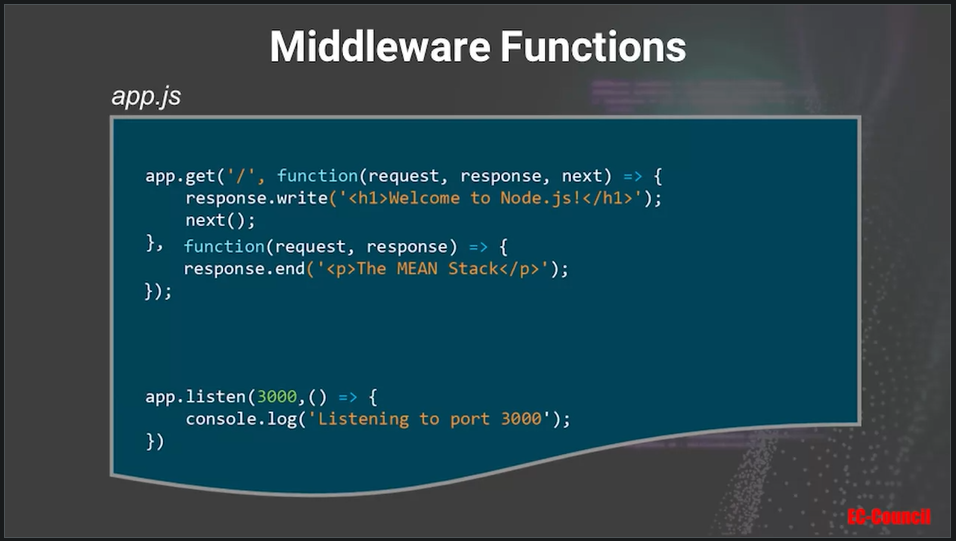 Middleware Functions
app.js
app.get('/', function(request, response, next) => {
response.write('<h1>Welcome to Node.js!</h1>');
next();
}, function(request, response) => {
response.end('<p>The MEAN Stack</p>');
});
app.listen(3000,() => {
console.log('Listening to port 3000');
})
EC-Council